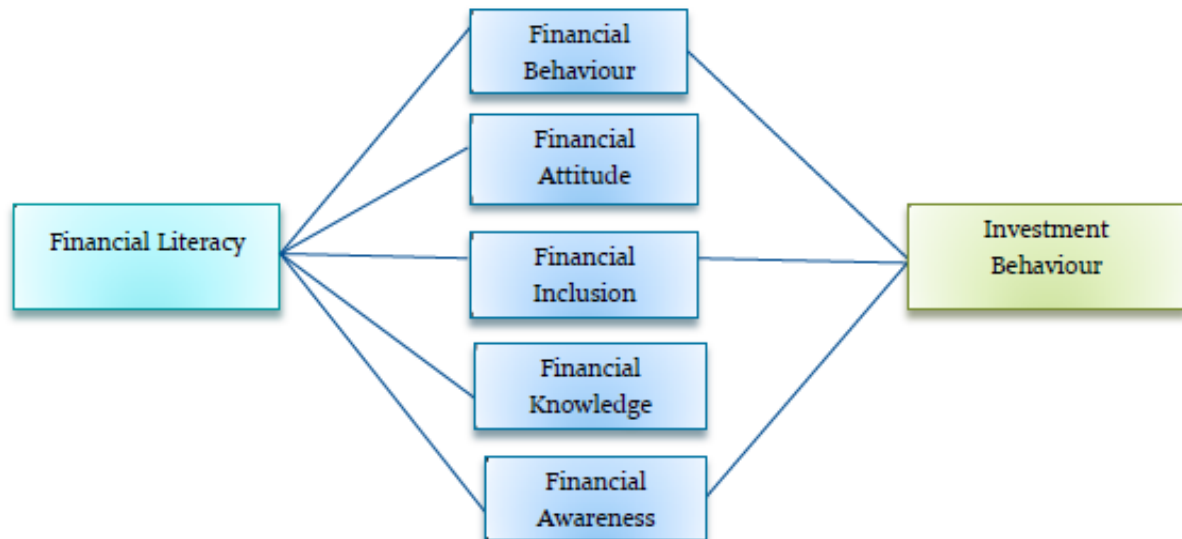 Financial
Behaviour
Financial
Attitude
Financial Literacy
Financial
Inclusion
Investment
Behaviour
Financial
Knowledge
Financial
Awareness